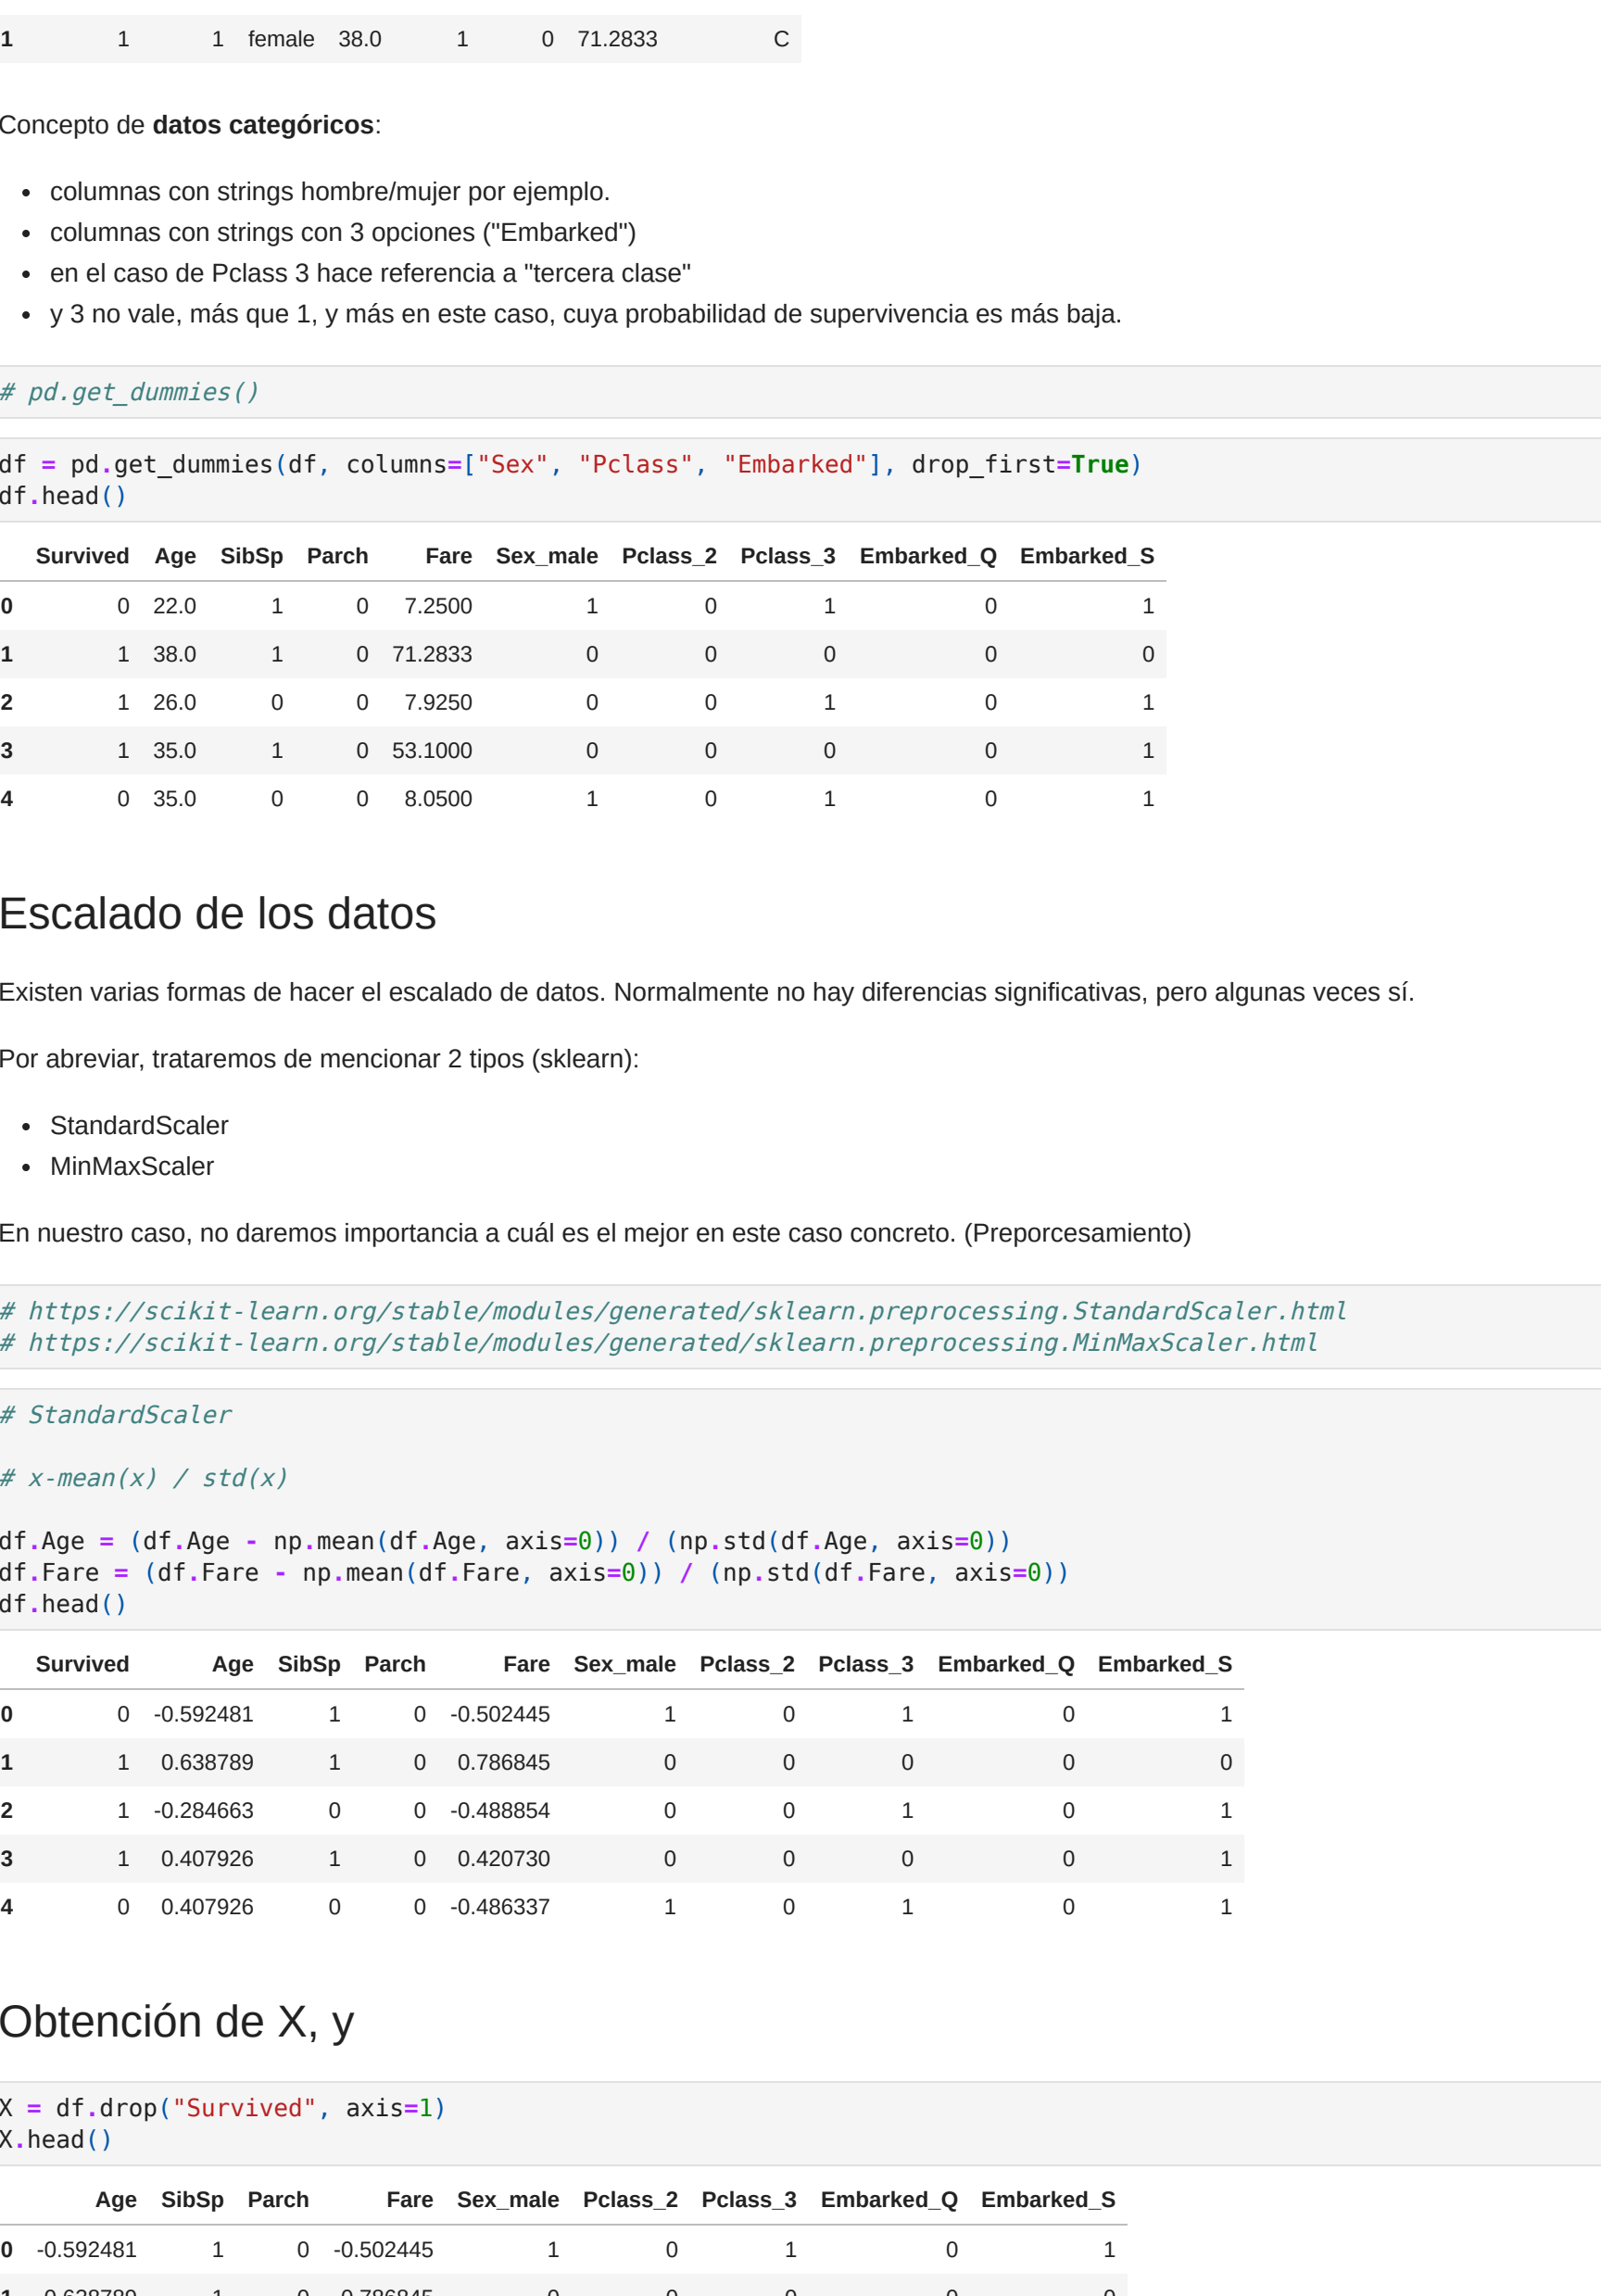 1 1 1 female 38.0 1 0 71.2833 C
Concepto de datos categóricos:
• columnas con strings hombre/mujer por ejemplo.
• columnas con strings con 3 opciones ("Embarked")
• en el caso de Pclass 3 hace referencia a "tercera clase"
• y 3 no vale, más que 1, y más en este caso, cuya probabilidad de supervivencia es más baja.
# pd.get_dummies()
df = pd.get_dummies(df, columns=["Sex", "Pclass", "Embarked"], drop_first=True)
df.head()
Survived Age SibSp Parch Fare Sex_male Pclass_2 Pclass_3 Embarked_Q Embarked_S
0 0 22.0 1 0 7.2500 1 0 1 0 1
1 1 38.0 1 0 71.2833 0 0 0 0 0
2 1 26.0 0 0 7.9250 0 0 1 0 1
3 1 35.0 1 0 53.1000 0 0 0 0 1
4 0 35.0 0 0 8.0500 1 0 1 0 1
Escalado de los datos
Existen varias formas de hacer el escalado de datos. Normalmente no hay diferencias significativas, pero algunas veces sí.
Por abreviar, trataremos de mencionar 2 tipos (sklearn):
• StandardScaler
• MinMaxScaler
En nuestro caso, no daremos importancia a cuál es el mejor en este caso concreto. (Preporcesamiento)
# https://scikit-learn.org/stable/modules/generated/sklearn.preprocessing.StandardScaler.html
# https://scikit-learn.org/stable/modules/generated/sklearn.preprocessing.MinMaxScaler.html
# StandardScaler
# x-mean(x) / std(x)
df.Age = (df.Age - np.mean(df.Age, axis=0)) / (np.std(df.Age, axis=0))
df.Fare = (df.Fare - np.mean(df.Fare, axis=0)) / (np.std(df.Fare, axis=0))
df.head()
Survived Age SibSp Parch Fare Sex_male Pclass_2 Pclass_3 Embarked_Q Embarked_S
0 0 -0.592481 1 0 -0.502445 1 0 1 0 1
1 1 0.638789 1 0 0.786845 0 0 0 0 0
2 1 -0.284663 0 0 -0.488854 0 0 1 0 1
3 1 0.407926 1 0 0.420730 0 0 0 0 1
4 0 0.407926 0 0 -0.486337 1 0 1 0 1
Obtención de X, y
X = df.drop("Survived", axis=1)
X.head()
Age SibSp Parch Fare Sex_male Pclass_2 Pclass_3 Embarked_Q Embarked_S
0 -0.592481 1 0 -0.502445 1 0 1 0 1